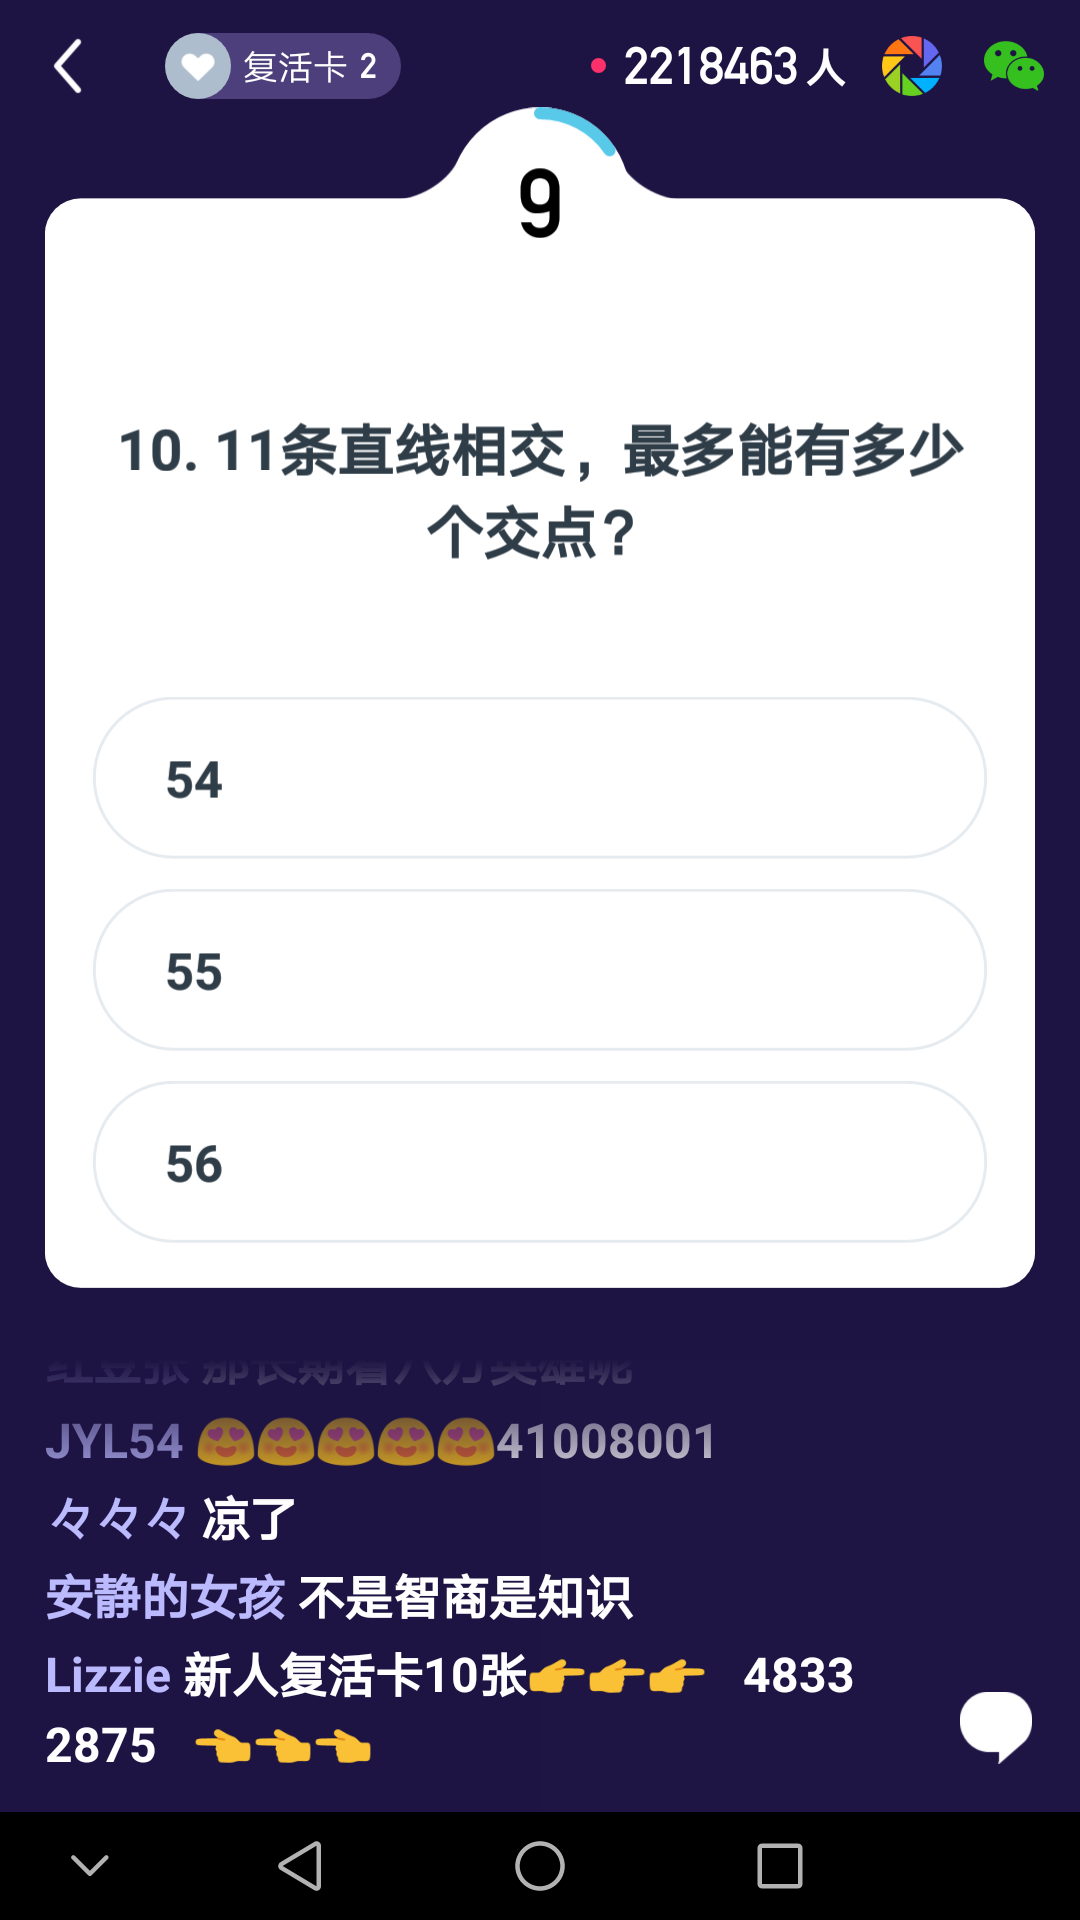 复活卡 2
2218463 人
9
10. 11条直线相交，最多能有多少
个交点？
54
55
56
JYL54 😍😍😍😍😍41008001
々々々 凉了
安静的女孩 不是智商是知识
Lizzie 新人复活卡10张👉👉👉 4833
2875 👈👈👈